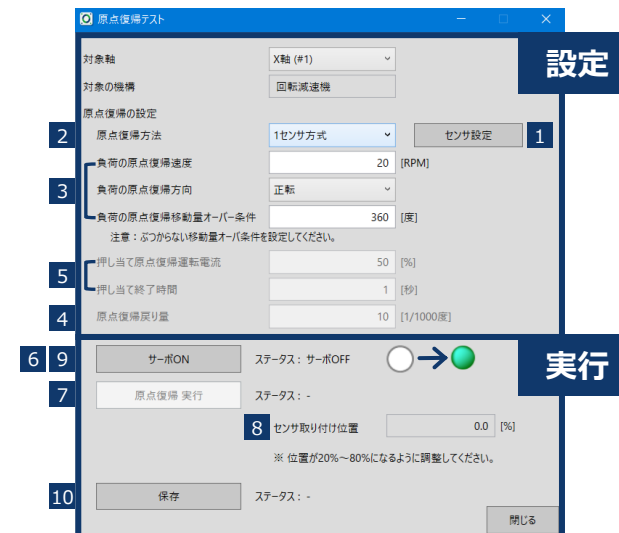 原点復帰テスト
設定
対象軸 X軸 (#1)
対象の機構 回転減速機
原点復帰の設定
2 原点復帰方法 1センサ方式 センサ設定 1
負荷の原点復帰速度 20 [RPM]
3 負荷の原点復帰方向 正転
負荷の原点復帰移動量オーバー条件 360 [度]
注意：ぶつからない移動量オーバ条件を設定してください。
押し当て原点復帰運転電流 50 [%]
5
押し当て終了時間 1 [秒]
4 原点復帰戻り量 10 [1/1000度]
実行
6 9 サーボON ステータス： サーボOFF
7 原点復帰 実行 ステータス： -
8 センサ取り付け位置 0.0 [%]
※ 位置が20%～80%になるように調整してください。
10 保存 ステータス： -
閉じる